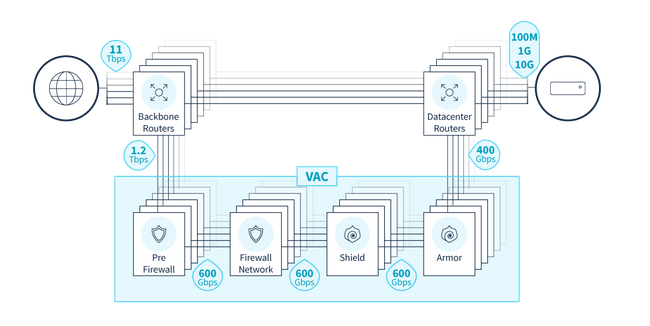 11
Tbps
100M
1G
10G
Backbone
Routers
Datacenter
Routers
1.2
Tbps
400
Gbps
VAC
Pre
Firewall
Firewall
Network
Shield
Armor
600
Gbps
600
Gbps
600
Gbps